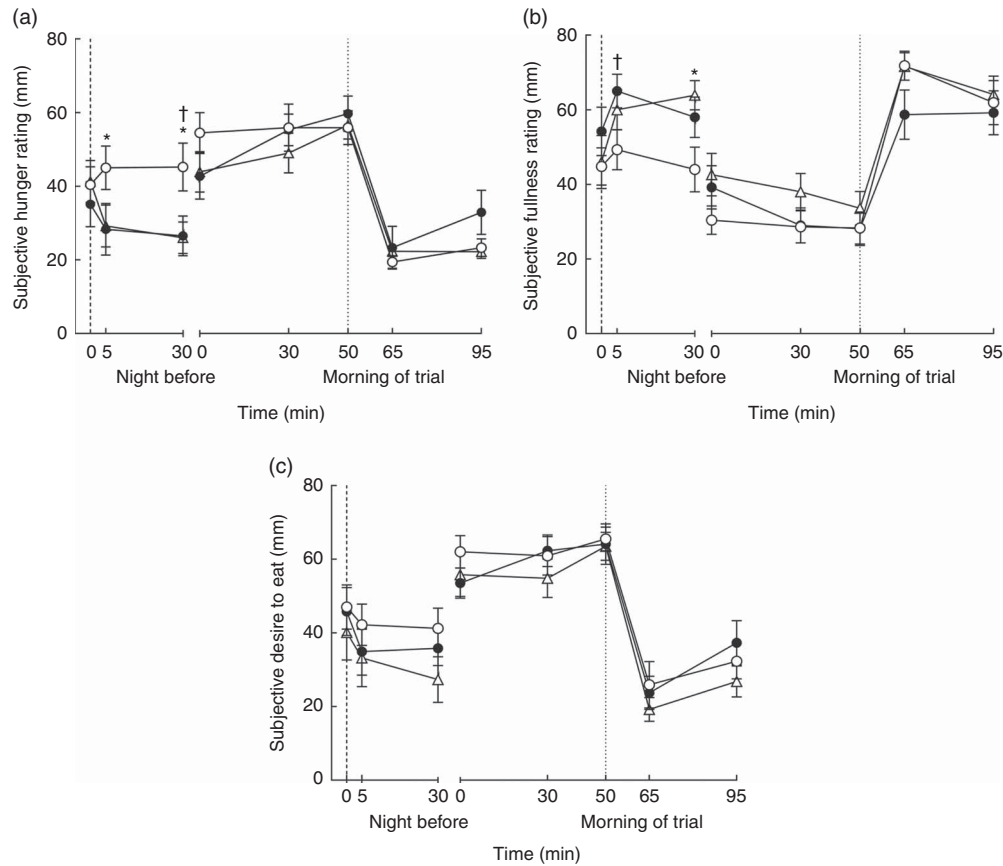 (a)
80
60
40
20
0
Subjective hunger rating (mm)
*
†
*
0 5 30 0 30 50 65 95
Night before Morning of trial
Time (min)
(b)
80
60
40
20
0
Subjective fullness rating (mm)
†
*
0 5 30 0 30 50 65 95
Night before Morning of trial
Time (min)
(c)
80
60
40
20
0
Subjective desire to eat (mm)
0 5 30 0 30 50 65 95
Night before Morning of trial
Time (min)